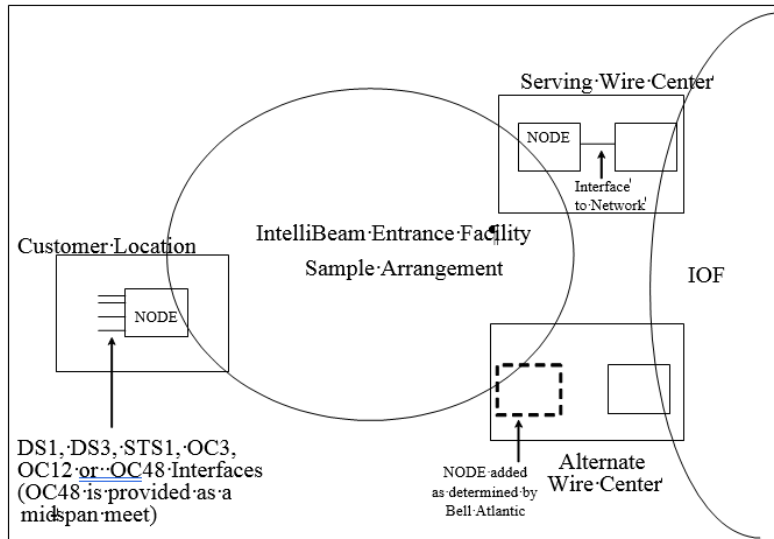 Serving Wire Center
NODE
Interface
to Network
IntelliBeam Entrance Facility
Sample Arrangement
Customer Location
IOF
NODE
DS1, DS3, STS1, OC3,
OC12 or OC48 Interfaces
(OC48 is provided as a
midspan meet)
NODE added
as determined by
Bell Atlantic
Alternate
Wire Center